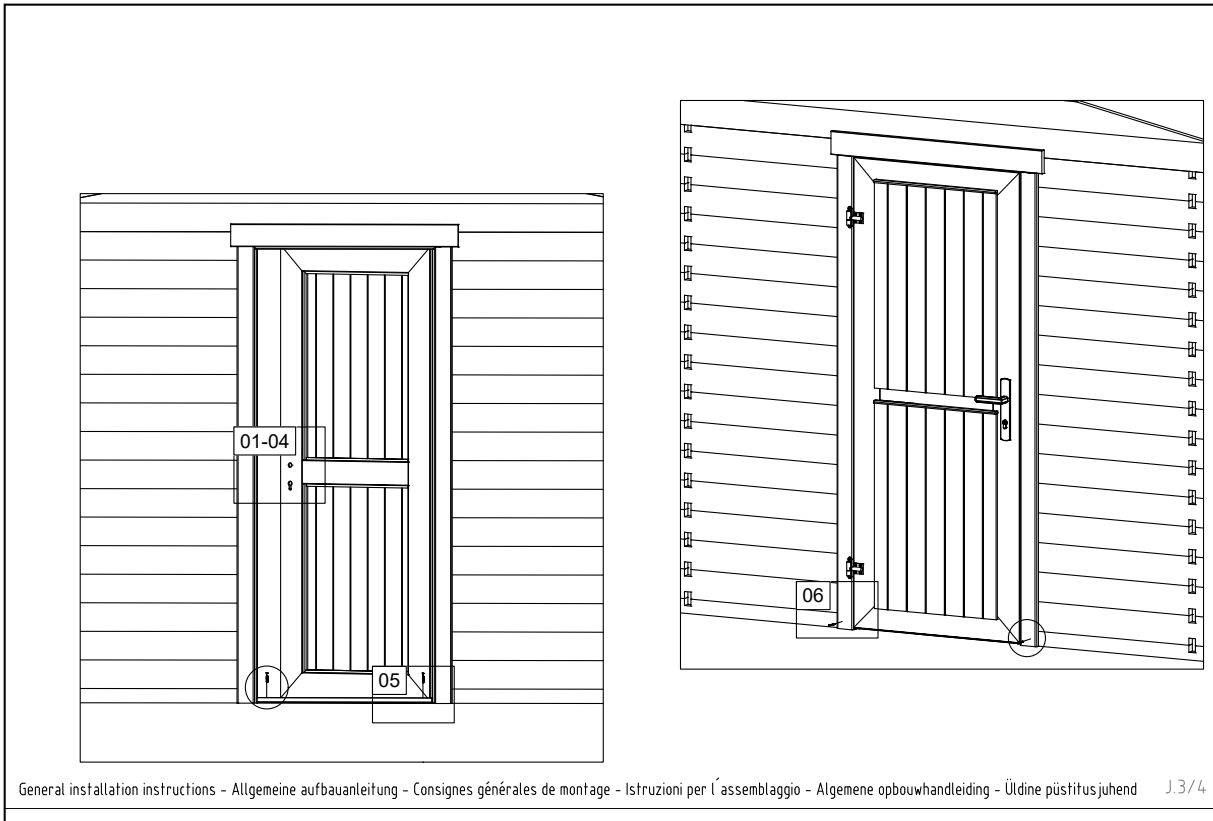 01-04
05
06
General installation instructions - Allgemeine aufbauanleitung - Consignes générales de montage - Istruzioni per l´assemblaggio - Algemene opbouwhandleiding - Üldine püstitusjuhend J.3/4